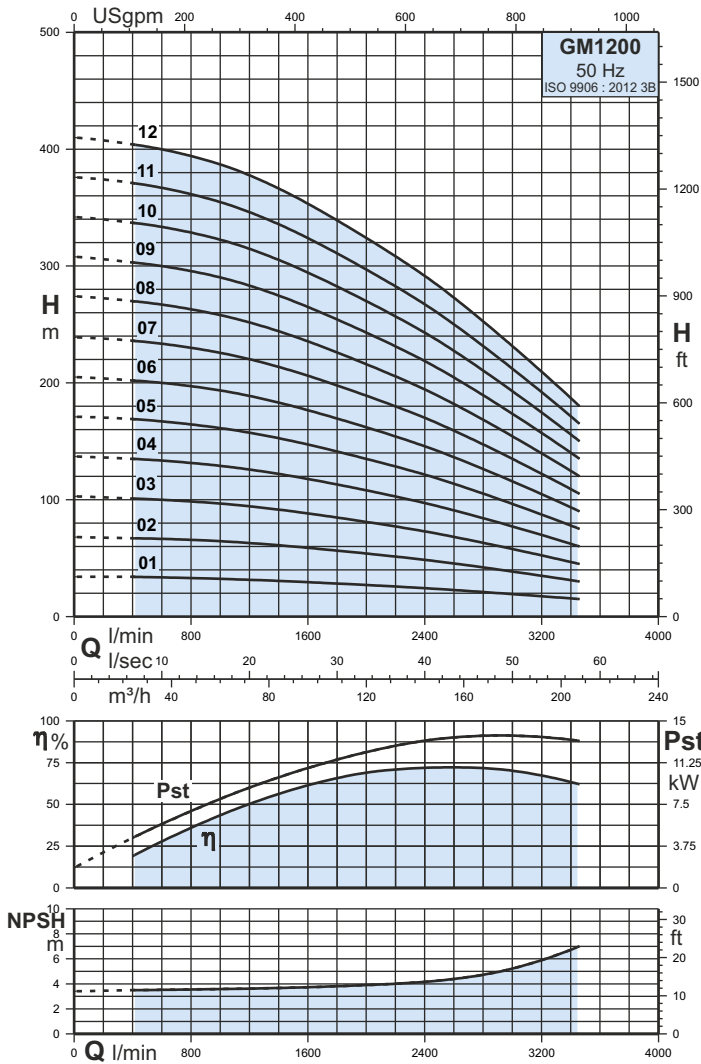 0 USgpm 200 400 600 800 1000
500
GM1200
50 Hz
ISO 9906 : 2012 3B
1500
12
400
11
1200
10
09
300
H
m
08
900
H
ft
07
06
200
600
05
04
100
03
300
02
01
0
0
0 l/min 800 1600 2400 3200 4000
Q
0 l/sec 10 20 30 40 50 60
0 m³/h 40 80 120 160 200 240
100
η%
75
50
25
0
Pst
η
15
Pst
11.25
kW
7.5
3.75
0
10
NPSH
8
m
6
4
2
0
30
ft
20
10
0
0 Q l/min 800 1600 2400 3200 4000